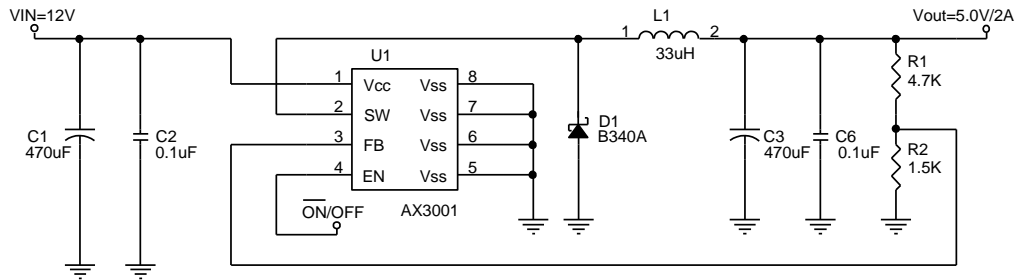 VIN=12V
L1
Vout=5.0V/2A
1
2
33uH
U1
R1
4.7K
1
Vcc
Vss
8
2
SW
Vss
7
3
FB
Vss
6
4
EN
Vss
5
C1
470uF
C2
0.1uF
D1
B340A
C3
470uF
C6
0.1uF
R2
1.5K
ON/OFF
AX3001